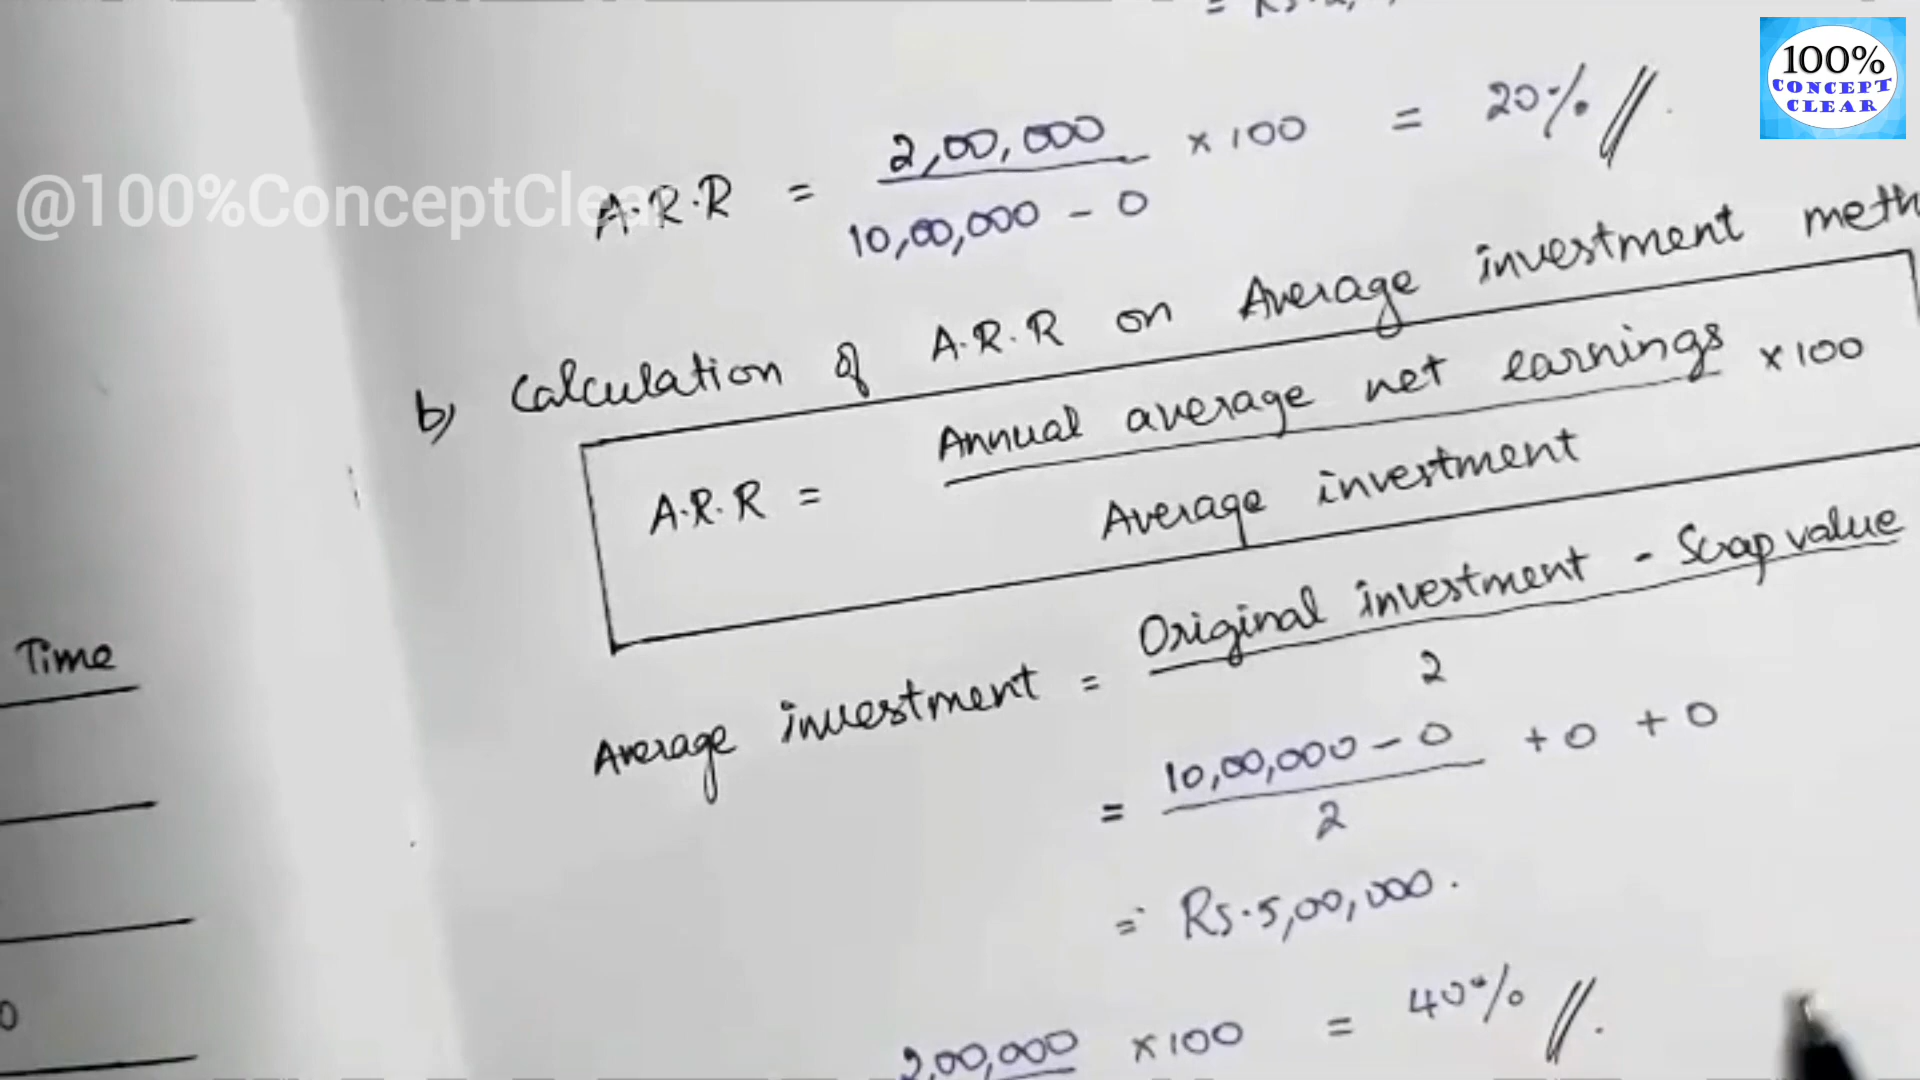 100%
CONCEPT
CLEAR
@100%ConceptClear
A.R.R = 2,00,000 / 10,00,000 - 0 × 100 = 20% //
b) Calculation of A.R.R on Average investment meth
A.R.R = Annual average net earnings / Average investment × 100
Average investment = Original investment - Scrap value / 2
= 10,00,000 - 0 / 2 + 0 + 0
= Rs.5,00,000.
2,00,000 × 100 = 40% //.
Time
0